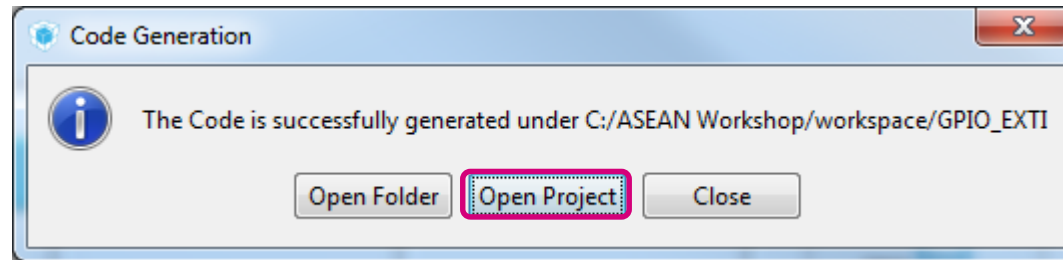 Code Generation
The Code is successfully generated under C:/ASEAN Workshop/workspace/GPIO_EXTI
Open Folder Open Project Close